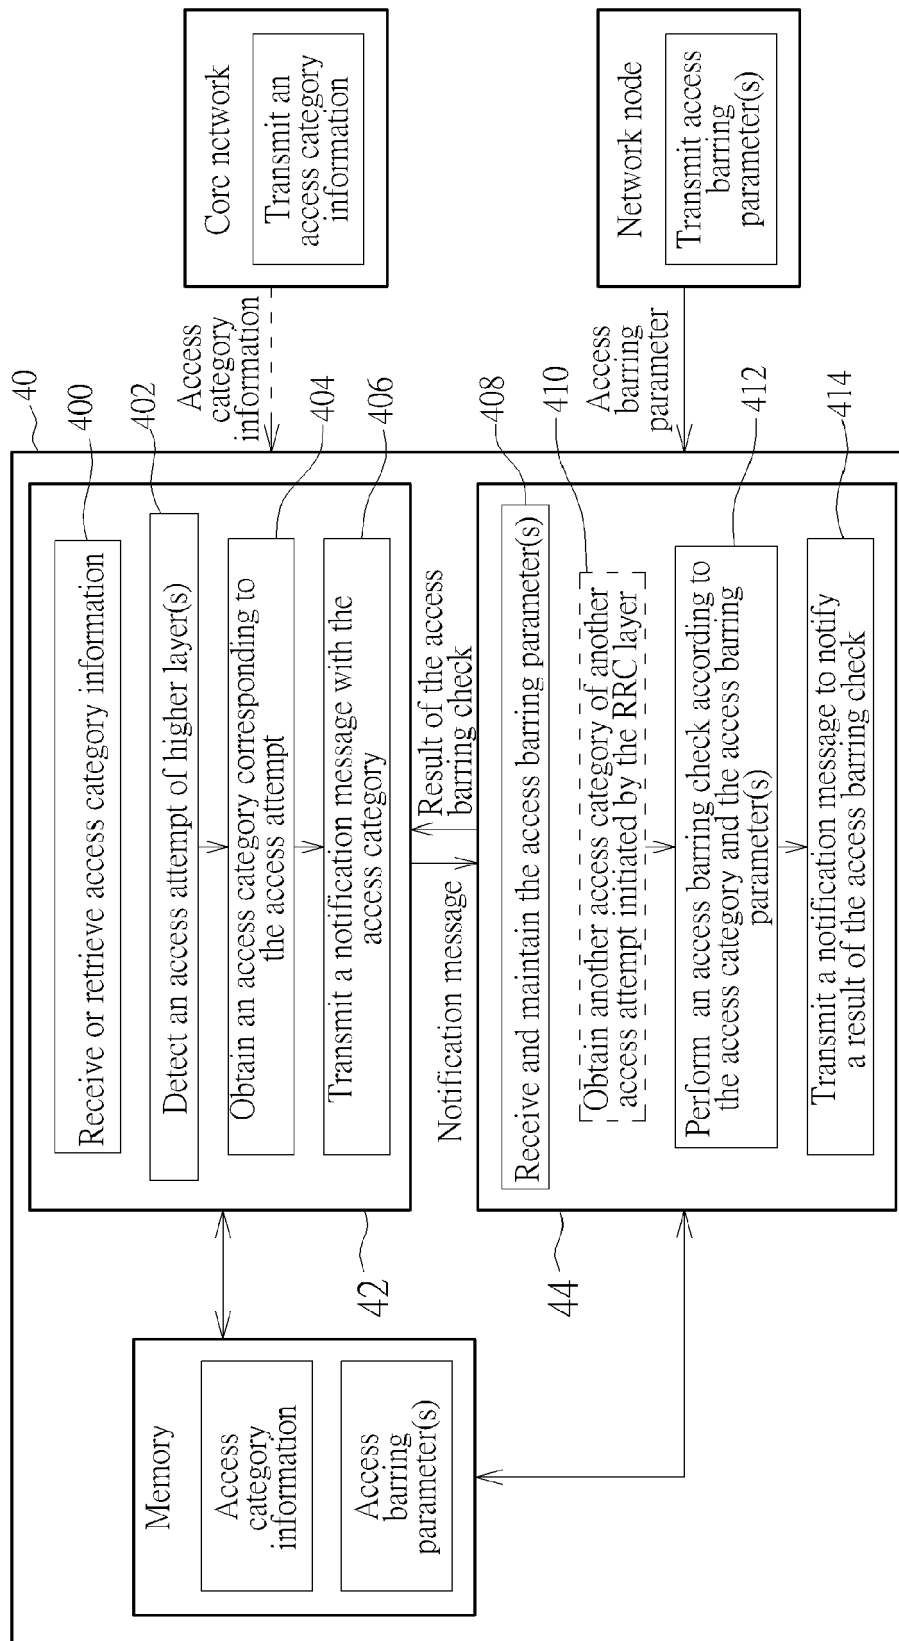 Memory
Access
category
information
Access
barring
parameter(s)
42
44
Receive or retrieve access category information
Detect an access attempt of higher layer(s)
Obtain an access category corresponding to
the access attempt
Transmit a notification message with the
access category
Notification message
Result of the access
barring check
Receive and maintain the access barring parameter(s)
Obtain another access category of another
access attempt initiated by the RRC layer
Perform an access barring check according to
the access category and the access barring
parameter(s)
Transmit a notification message to notify
a result of the access barring check
40
400
402
404
406
408
410
412
414
Access
category
information
Access
barring
parameter
Core network
Transmit an
access category
information
Network node
Transmit access
barring
parameter(s)